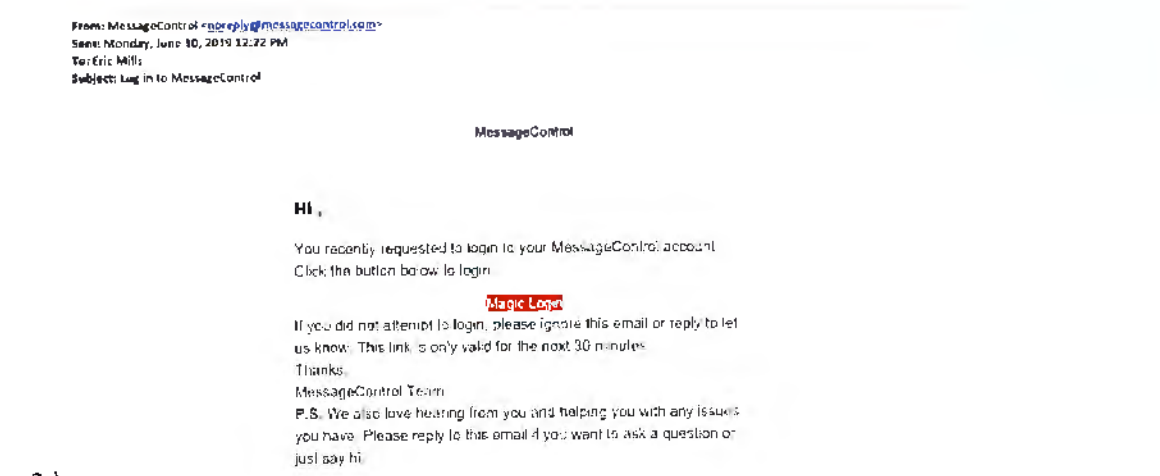 From: MessageControl <noreply@messagecontrol.com>
Sent: Monday, June 10, 2019 12:22 PM
To: Eric Mills
Subject: Log in to MessageControl
MessageControl
Hi ,
You recently requested to login to your MessageControl account.
Click the button below to login
Magic Login
If you did not attempt to login, please ignore this email or reply to let
us know. This link is only valid for the next 30 minutes.
Thanks,
MessageControl Team
P.S. We also love hearing from you and helping you with any issues
you have. Please reply to this email if you want to ask a question or
just say hi